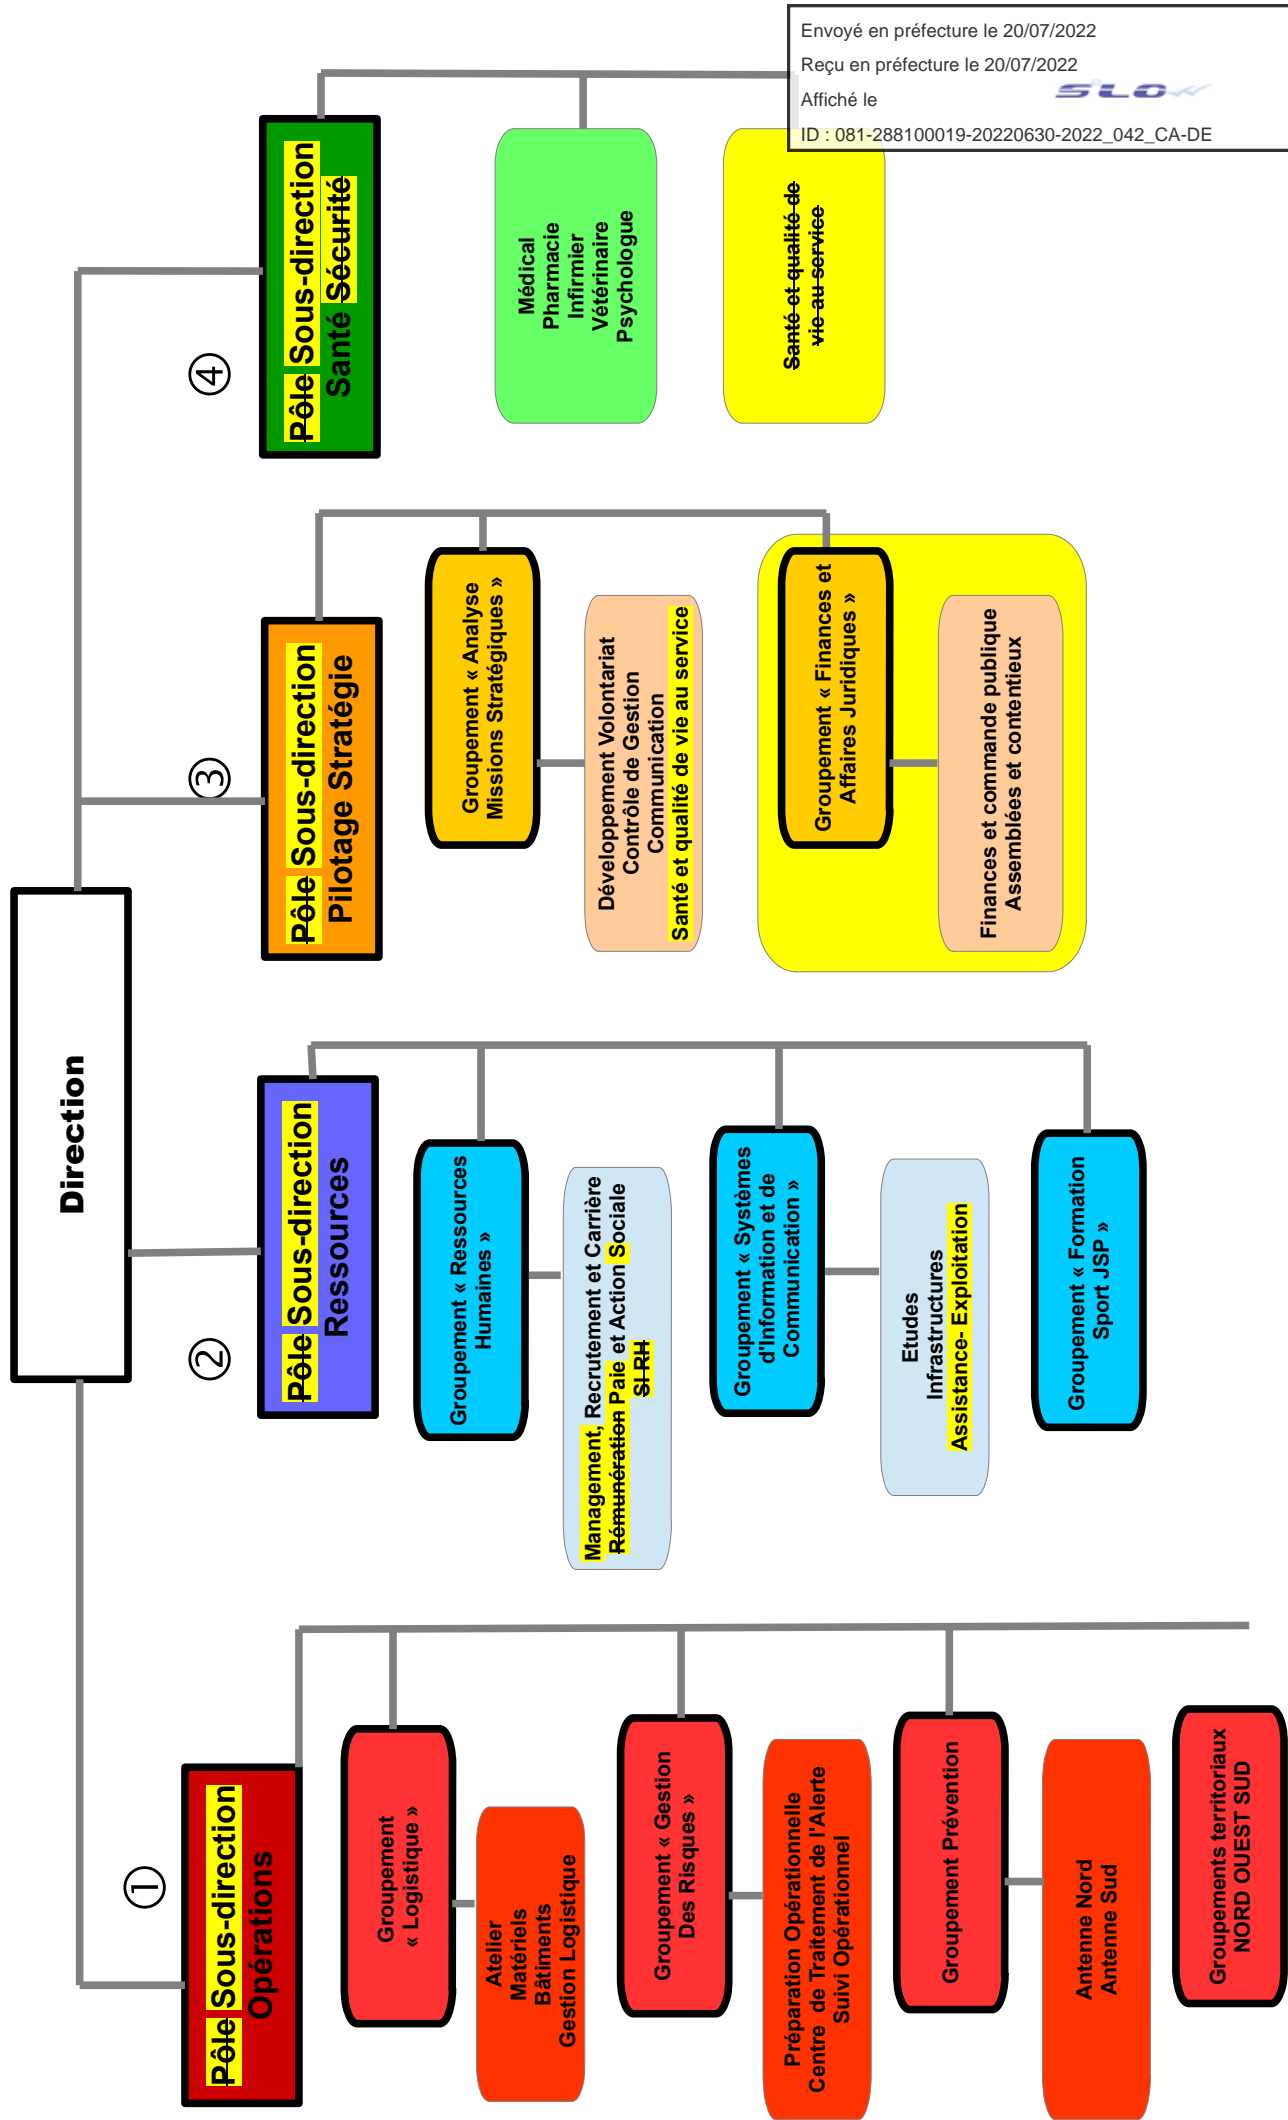 Envoyé en préfecture le 20/07/2022
Reçu en préfecture le 20/07/2022
Affiché le
S²LO
ID : 081-288100019-20220630-2022_042_CA-DE
Direction
①
Pôle Sous-direction
Opérations
Groupement
« Logistique »
Atelier
Matériels
Bâtiments
Gestion Logistique
Groupement « Gestion
Des Risques »
Préparation Opérationnelle
Centre de Traitement de l'Alerte
Suivi Opérationnel
Groupement Prévention
Antenne Nord
Antenne Sud
Groupements territoriaux
NORD OUEST SUD
②
Pôle Sous-direction
Ressources
Groupement « Ressources
Humaines »
Management, Recrutement et Carrière
Rémunération Paie et Action Sociale
SI RH
Groupement « Systèmes
d'Information et de
Communication »
Etudes
Infrastructures
Assistance- Exploitation
Groupement « Formation
Sport JSP »
③
Pôle Sous-direction
Pilotage Stratégie
Groupement « Analyse
Missions Stratégiques »
Développement Volontariat
Contrôle de Gestion
Communication
Santé et qualité de vie au service
Groupement « Finances et
Affaires Juridiques »
Finances et commande publique
Assemblées et contentieux
④
Pôle Sous-direction
Santé Sécurité
Médical
Pharmacie
Infirmier
Vétérinaire
Psychologue
Santé et qualité de
vie au service